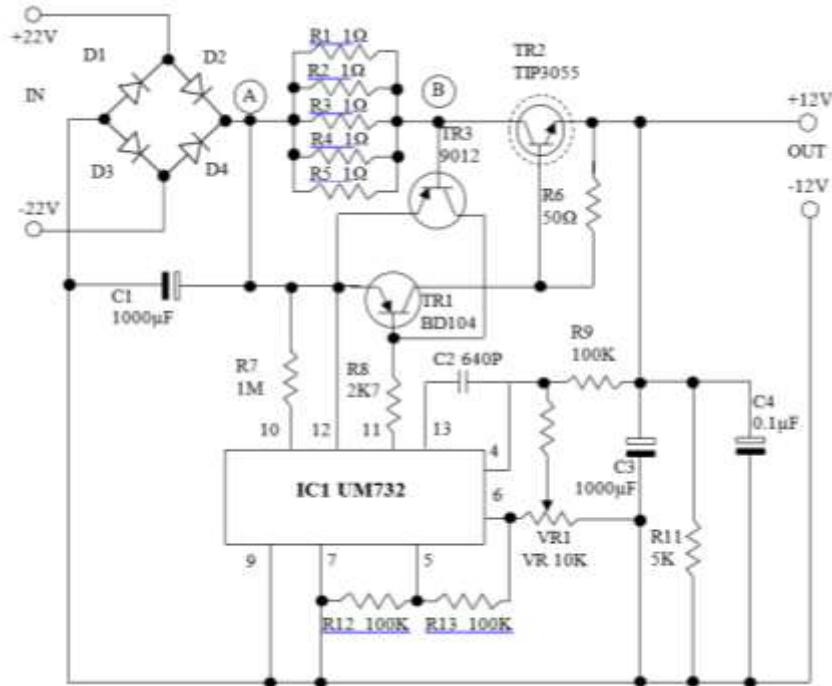 +22V
D1
D2
IN
D3
D4
-22V
A
R1 1Ω
R2 1Ω
R3 1Ω
R4 1Ω
R5 1Ω
B
TR2
TIP3055
+12V
OUT
-12V
TR3
9012
R6
50Ω
C1
1000μF
TR1
BD104
R7
1M
R8
2K7
C2 640P
R9
100K
C4
0.1μF
10
12
11
13
4
6
IC1 UM732
C3
1000μF
VR1
VR 10K
R11
5K
9
7
5
R12 100K
R13 100K